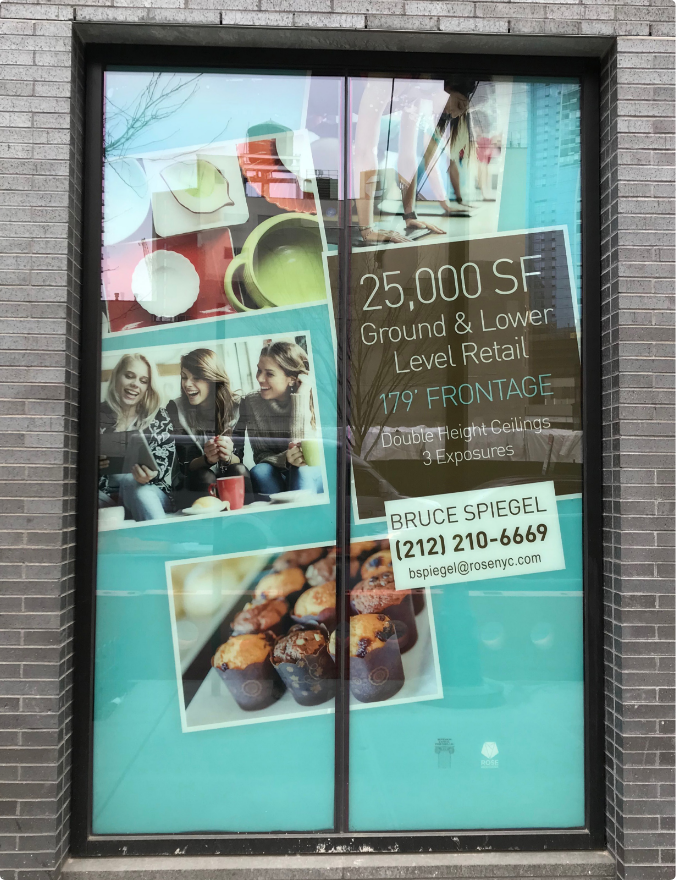 25,000 SF
Ground & Lower
Level Retail
179' FRONTAGE
Double Height Ceilings
3 Exposures
BRUCE SPIEGEL
(212) 210-6669
bspiegel@rosenyc.com